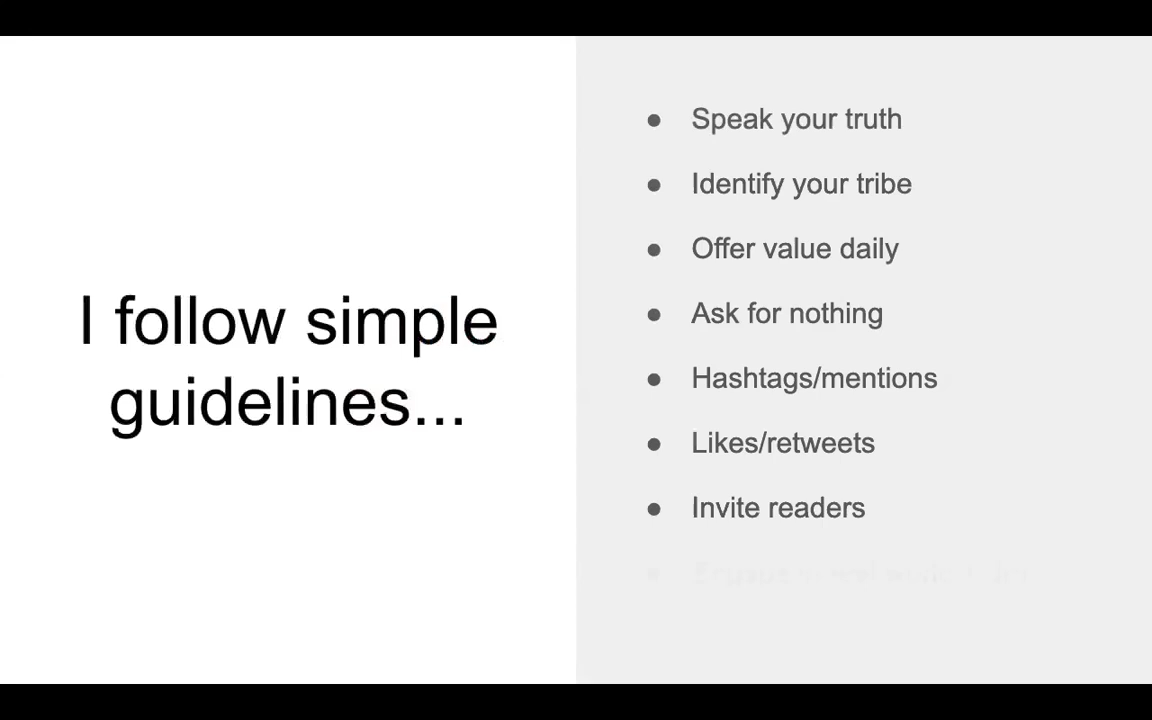 I follow simple
guidelines...
● Speak your truth
● Identify your tribe
● Offer value daily
● Ask for nothing
● Hashtags/mentions
● Likes/retweets
● Invite readers